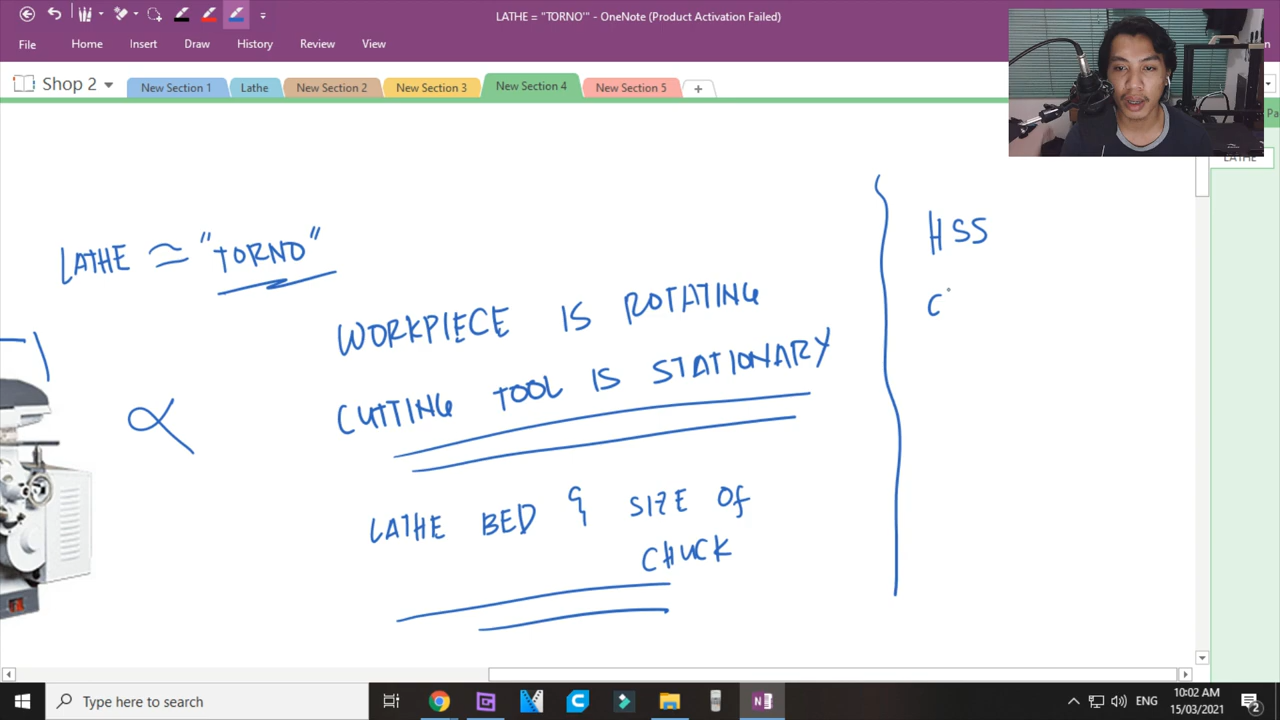 LATHE = "TORNO'" - OneNote (Product Activation Failed)
File Home Insert Draw History Review View
Shop 2 New Section 1 Lathe New Section 2 New Section 3 New Section 4 New Section 5 +
Pa
LATHE
LATHE ≃ "TORNO"
WORKPIECE IS ROTATING
CUTTING TOOL IS STATIONARY
LATHE BED & SIZE OF
CHUCK
HSS
C
Type here to search
ENG
10:02 AM
15/03/2021
2